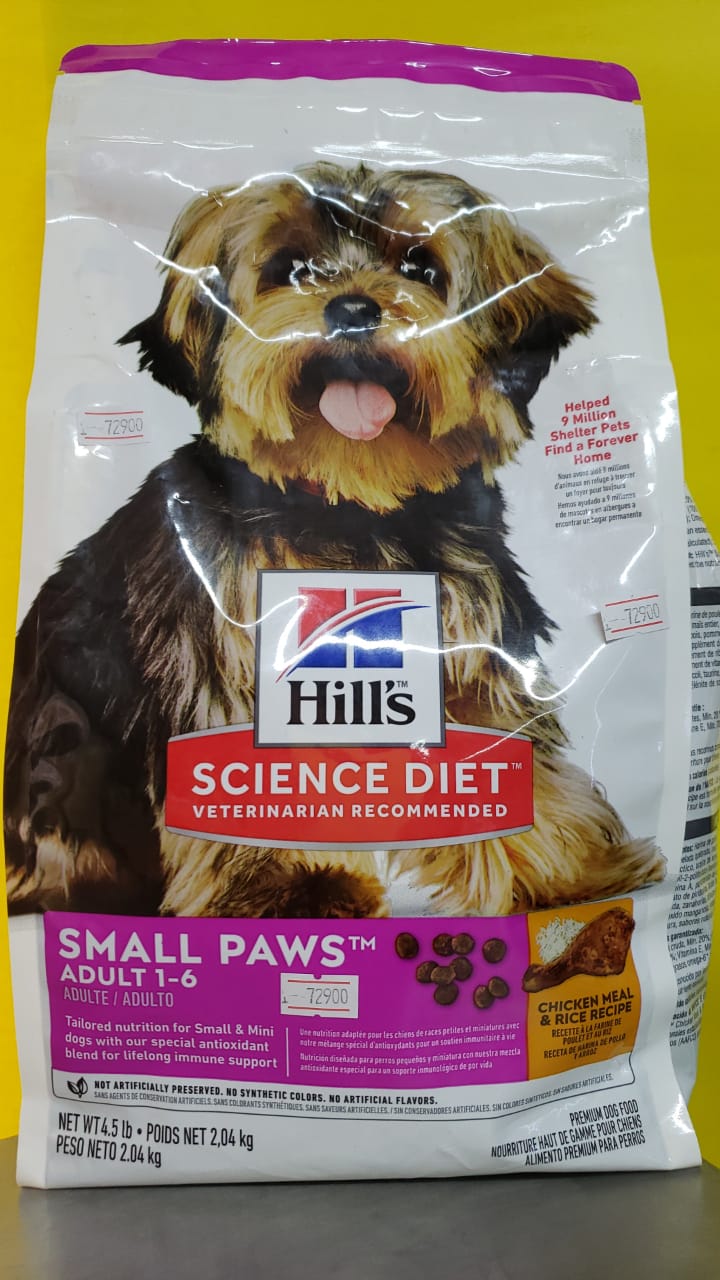 1--72900
Helped
9 Million
Shelter Pets
Find a Forever
Home
Nous avons aidé 9 millions
d'animaux en refuge à trouver
un foyer pour toujours
Hemos ayudado a 9 millones
de mascotas en albergues a
encontrar un hogar permanente
--72900
Hill's™
SCIENCE DIET™
VETERINARIAN RECOMMENDED
SMALL PAWS™
ADULT 1-6
ADULTE / ADULTO
1--72900
Tailored nutrition for Small & Mini
dogs with our special antioxidant
blend for lifelong immune support
Une nutrition adaptée pour les chiens de races petites et miniatures avec
notre mélange spécial d'antioxydants pour un soutien immunitaire à vie
Nutrición diseñada para perros pequeños y miniatura con nuestra mezcla
antioxidante especial para un soporte inmunológico de por vida
CHICKEN MEAL
& RICE RECIPE
RECETTE À LA FARINE DE
POULET ET AU RIZ
RECETA DE HARINA DE POLLO
Y ARROZ
NOT ARTIFICIALLY PRESERVED. NO SYNTHETIC COLORS. NO ARTIFICIAL FLAVORS.
SANS AGENTS DE CONSERVATION ARTIFICIELS. SANS COLORANTS SYNTHÉTIQUES. SANS SAVEURS ARTIFICIELLES. / SIN CONSERVADORES ARTIFICIALES. SIN COLORES SINTÉTICOS. SIN SABORES ARTIFICIALES.
NET WT 4.5 lb • POIDS NET 2,04 kg
PESO NETO 2.04 kg
PREMIUM DOG FOOD
NOURRITURE HAUT DE GAMME POUR CHIENS
ALIMENTO PREMIUM PARA PERROS